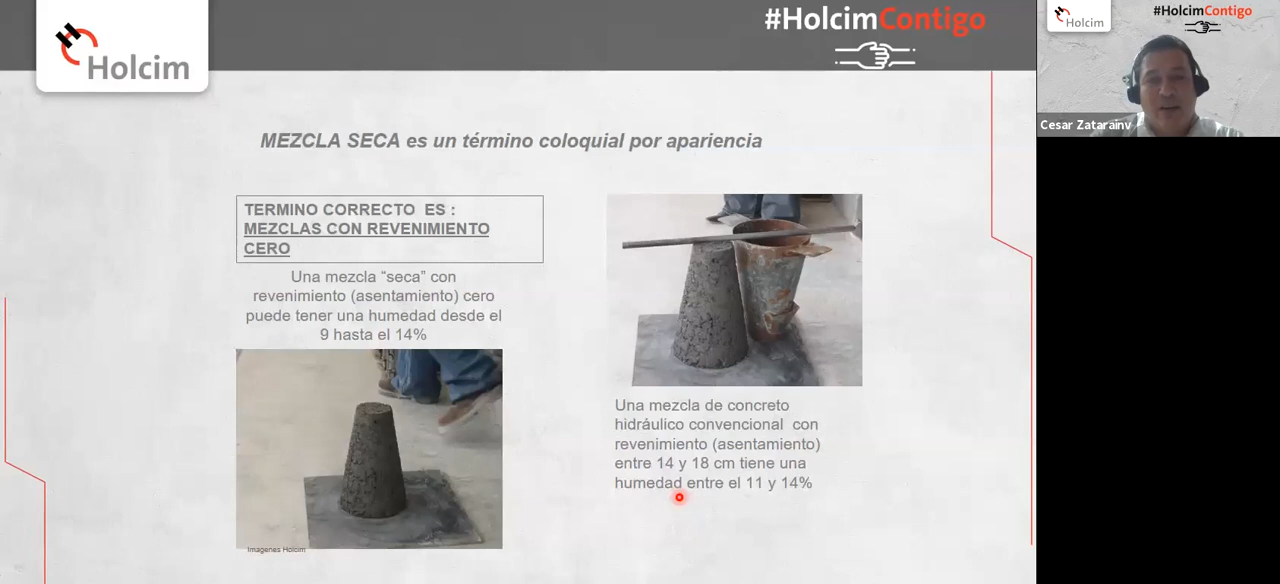 Holcim
#HolcimContigo
Holcim
#HolcimContigo
Cesar Zatarainv
MEZCLA SECA es un término coloquial por apariencia
TERMINO CORRECTO ES :
MEZCLAS CON REVENIMIENTO
CERO
Una mezcla “seca” con
revenimiento (asentamiento) cero
puede tener una humedad desde el
9 hasta el 14%
Imagenes Holcim
Una mezcla de concreto
hidráulico convencional con
revenimiento (asentamiento)
entre 14 y 18 cm tiene una
humedad entre el 11 y 14%